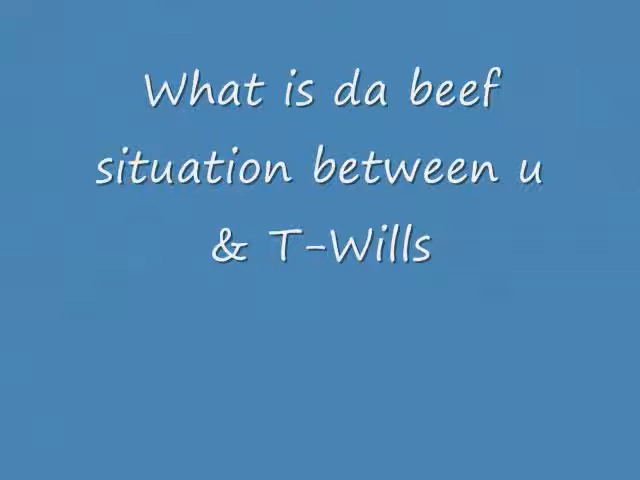 What is da beef
situation between u
& T-Wills